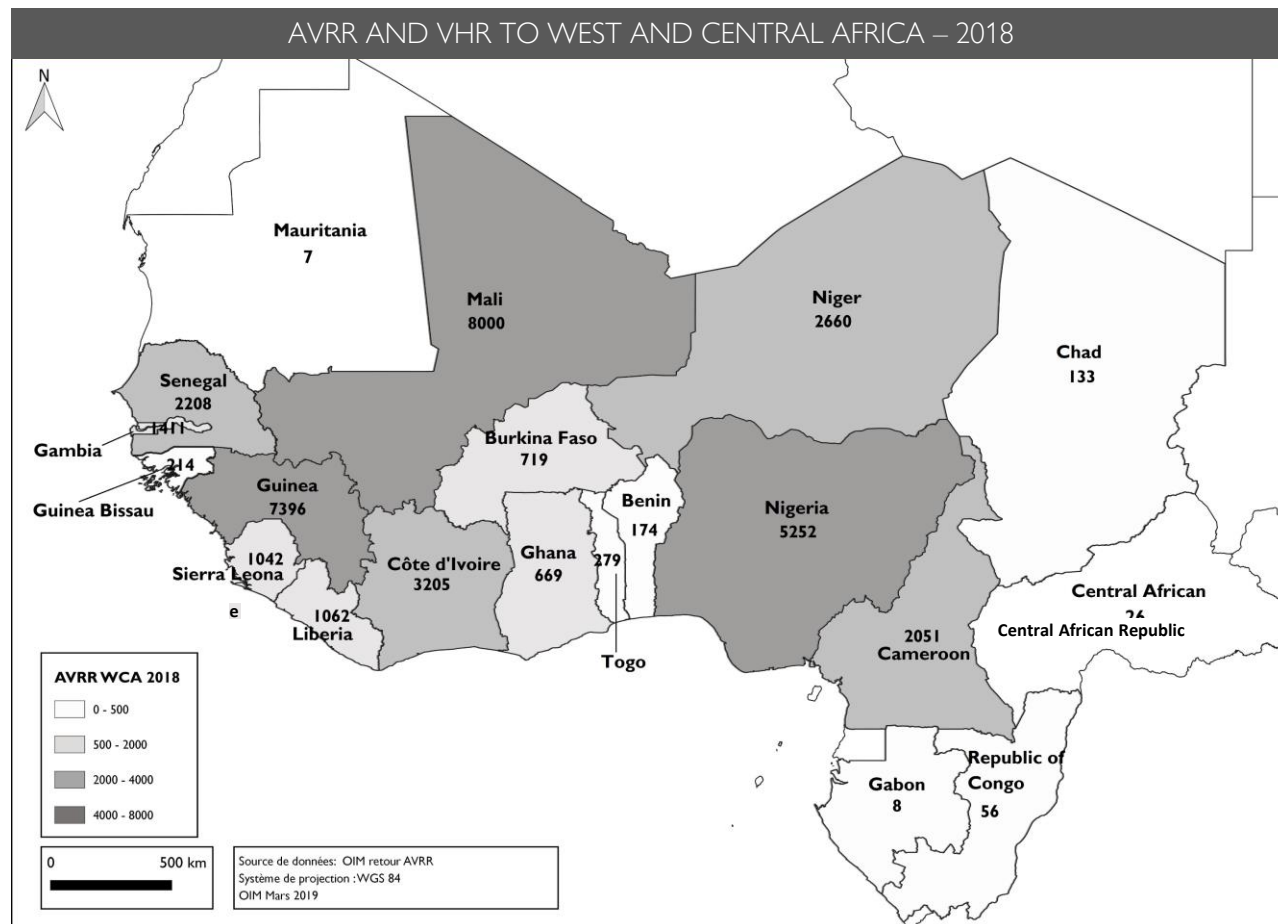 AVRR AND VHR TO WEST AND CENTRAL AFRICA – 2018
N
Mauritania
7
Mali
8000
Niger
2660
Chad
133
Senegal
2208
1411
Gambia
214
Guinea Bissau
Guinea
7396
Burkina Faso
719
Benin
174
Nigeria
5252
1042
Sierra Leona
e
1062
Liberia
Côte d'Ivoire
3205
Ghana
669
279
Togo
Central African
26
Central African Republic
2051
Cameroon
Republic of
Congo
56
Gabon
8
AVRR WCA 2018
0 - 500
500 - 2000
2000 - 4000
4000 - 8000
0 500 km
Source de données: OIM retour AVRR
Système de projection : WGS 84
OIM Mars 2019